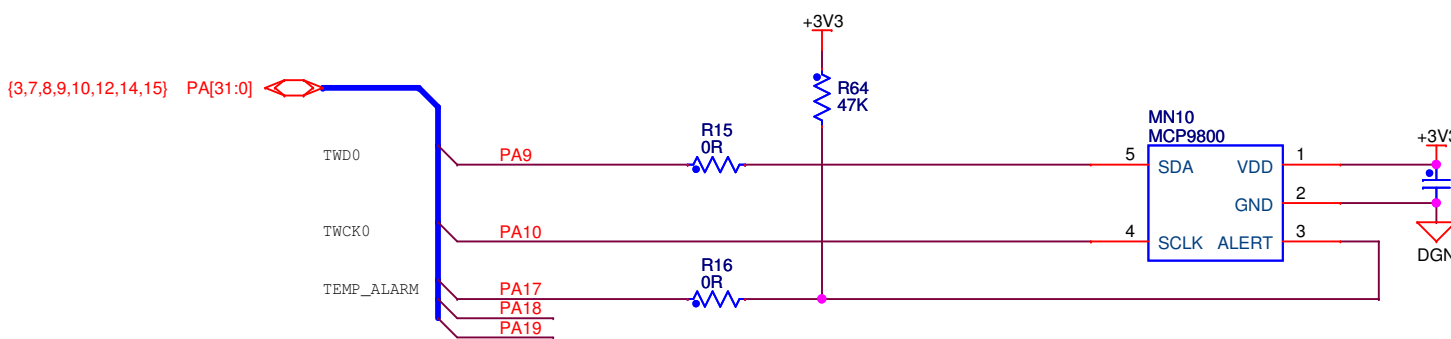 +3V3
{3,7,8,9,10,12,14,15} PA[31:0]
R64
47K
MN10
MCP9800
+3V3
R15
0R
TWD0
PA9
5
SDA
VDD
1
GND
2
TWCK0
PA10
4
SCLK
ALERT
3
DGN
R16
0R
TEMP_ALARM
PA17
PA18
PA19